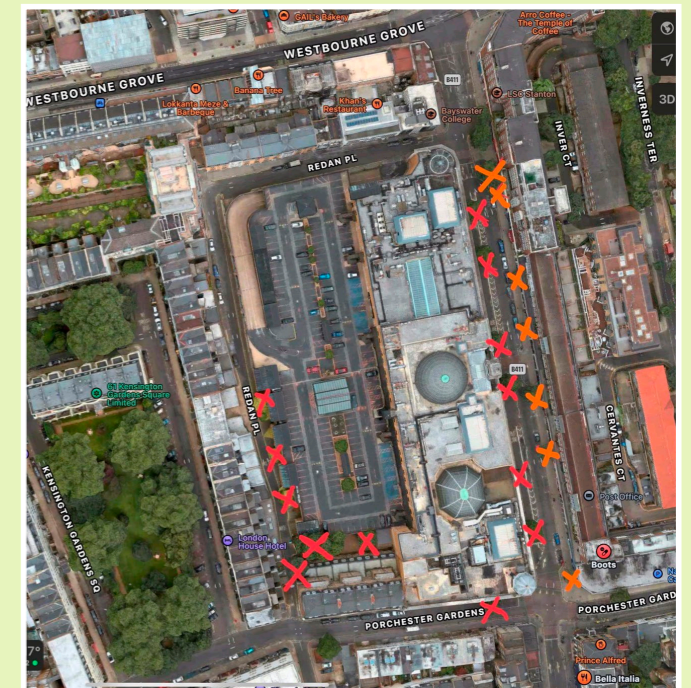 GAIL's Bakery
Arro Coffee -
The Temple of
Coffee
WESTBOURNE GROVE
WESTBOURNE GROVE
B411
3D
Banana Tree
Lokkanta Meze &
Barbeque
Khan's
Restaurant
Bayswater
College
LSC Stanton
INVERNESS TER
INVER CT
REDAN PL
B411
61 Kensington
Gardens Square
Limited
REDAN PL
CERVANTES CT
KENSINGTON GARDENS SQ
Post Office
London
House Hotel
Boots
PORCHESTER GARDENS
PORCHESTER GARD
7°
Prince Alfred
Bella Italia